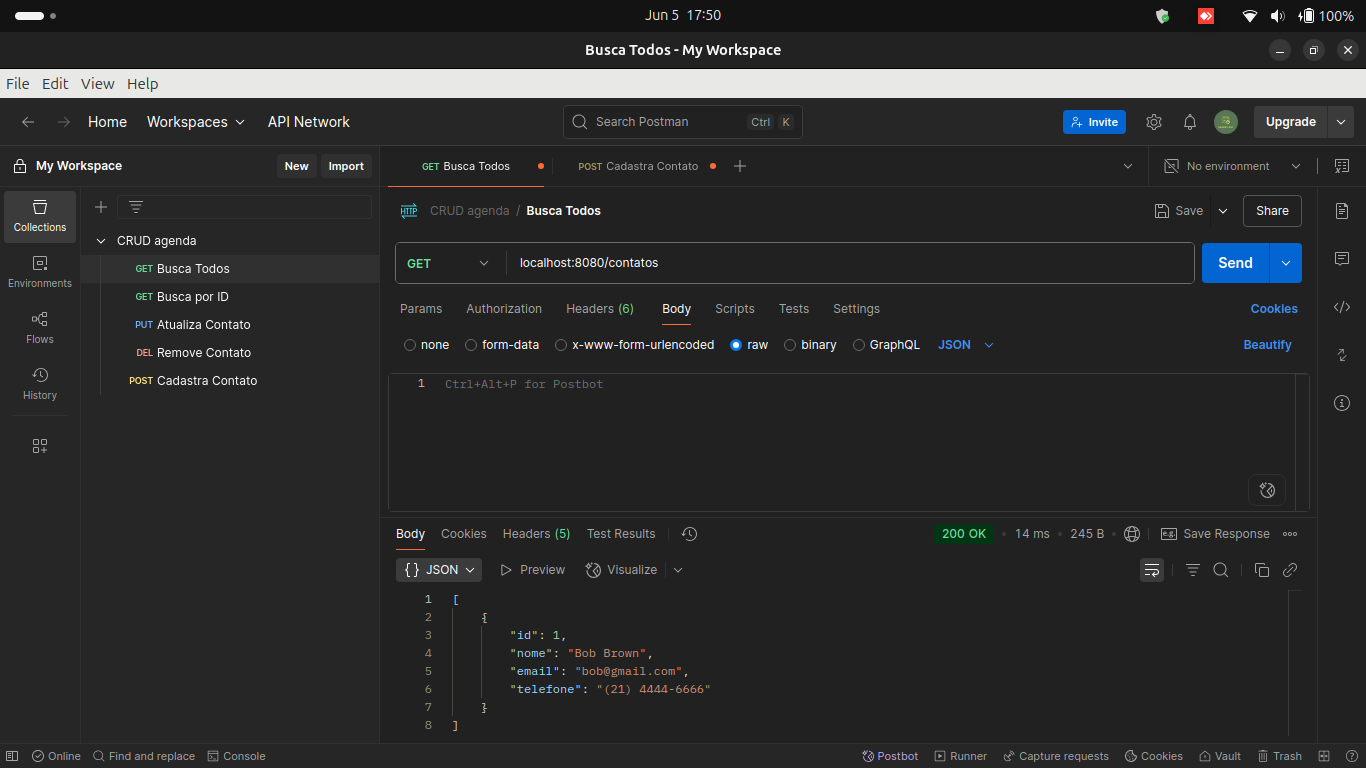 Jun 5 17:50
100%
Busca Todos - My Workspace
File Edit View Help
Home Workspaces API Network
Search Postman Ctrl K
Invite
Upgrade
My Workspace New Import
GET Busca Todos
POST Cadastra Contato
No environment
Collections
Environments
Flows
History
CRUD agenda
GET Busca Todos
GET Busca por ID
PUT Atualiza Contato
DEL Remove Contato
POST Cadastra Contato
HTTP CRUD agenda / Busca Todos
Save Share
GET localhost:8080/contatos Send
Params Authorization Headers (6) Body Scripts Tests Settings Cookies
none form-data x-www-form-urlencoded raw binary GraphQL JSON Beautify
1 Ctrl+Alt+P for Postbot
Body Cookies Headers (5) Test Results 200 OK • 14 ms • 245 B e.g. Save Response
{} JSON Preview Visualize
1 [
2 {
3 "id": 1,
4 "nome": "Bob Brown",
5 "email": "bob@gmail.com",
6 "telefone": "(21) 4444-6666"
7 }
8 ]
Online Find and replace Console Postbot Runner Capture requests Cookies Vault Trash